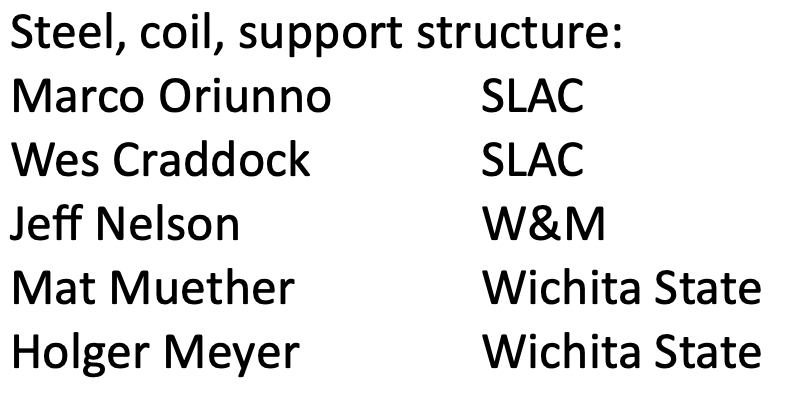 Steel, coil, support structure:
Marco Oriunno SLAC
Wes Craddock SLAC
Jeff Nelson W&M
Mat Muether Wichita State
Holger Meyer Wichita State